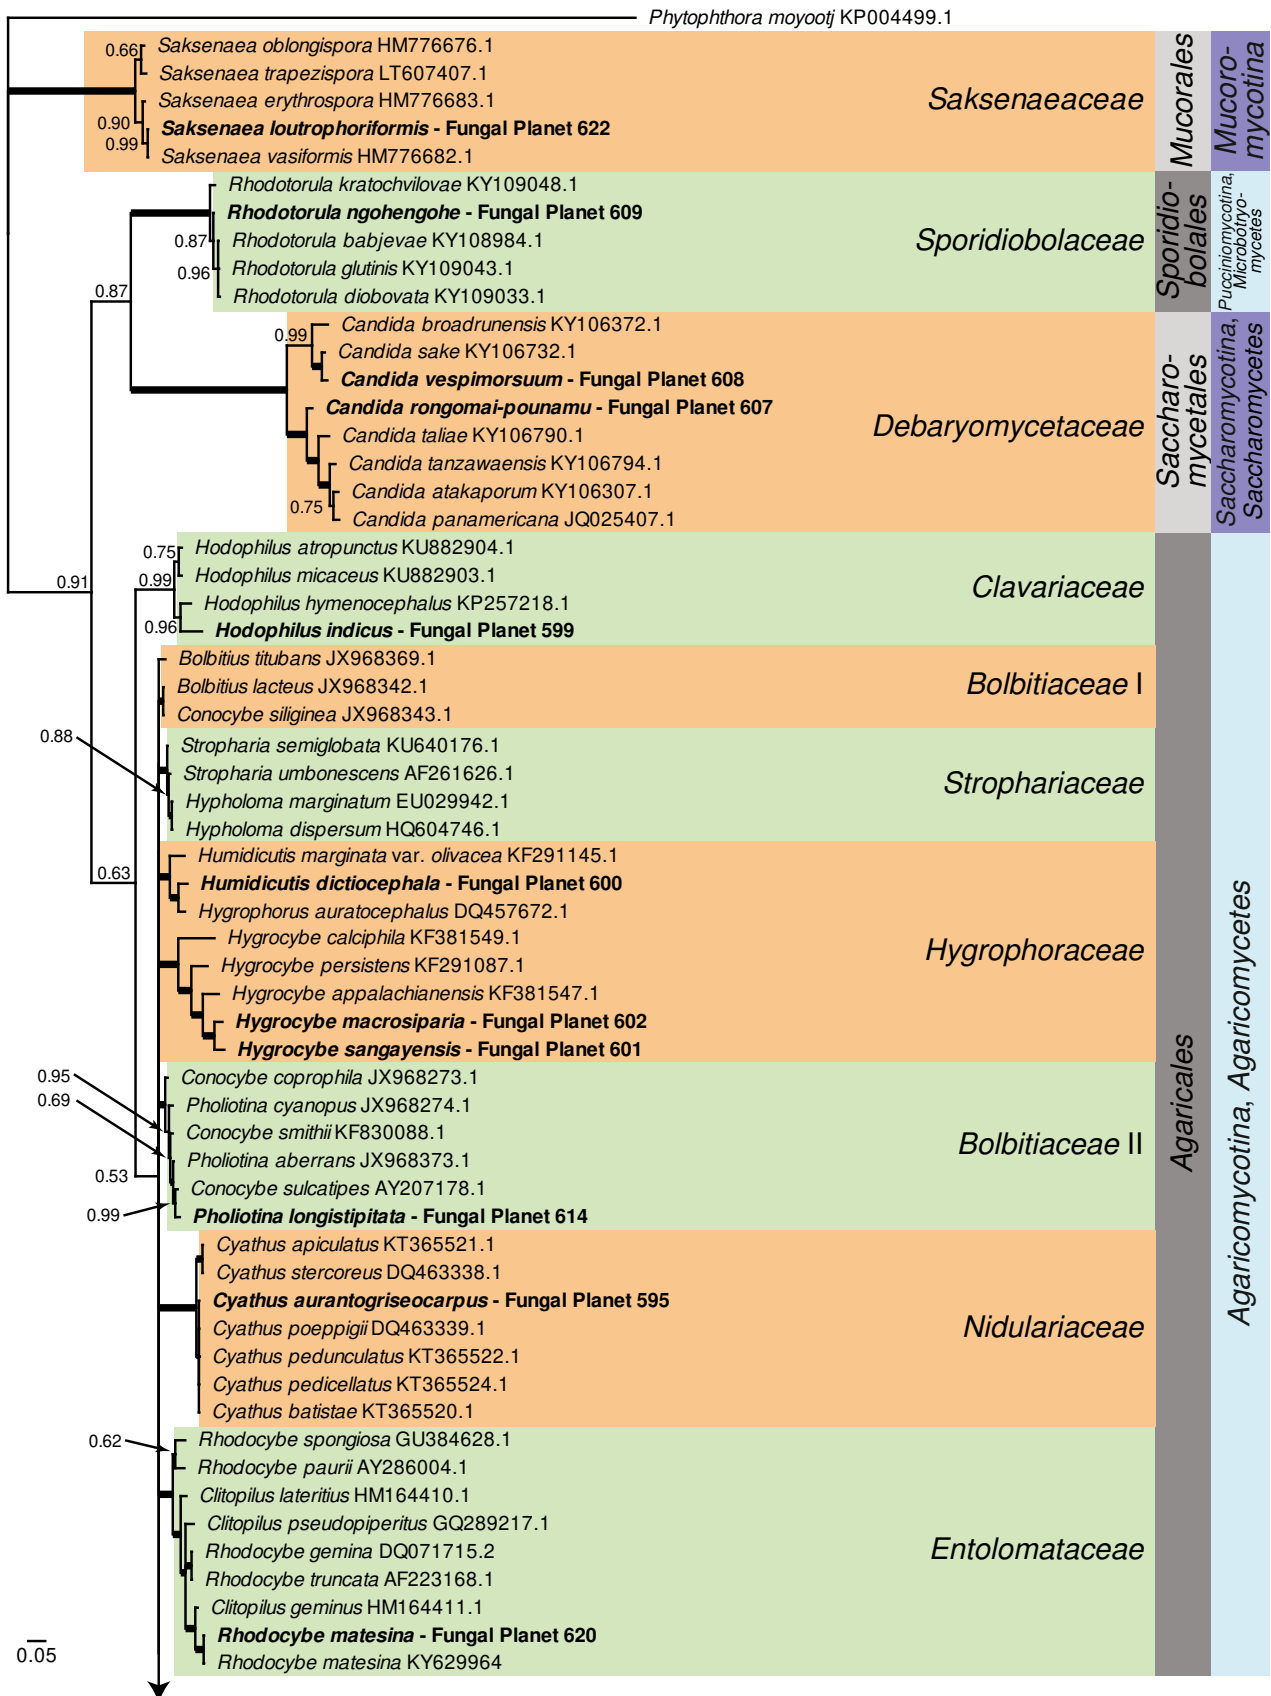 Phytophthora moyootj KP004499.1
0.66
Saksenaea oblongispora HM776676.1
Saksenaea trapezispora LT607407.1
Saksenaea erythrospora HM776683.1
0.90
Saksenaea loutrophoriformis - Fungal Planet 622
0.99
Saksenaea vasiformis HM776682.1
Saksenaeaceae
Mucorales
Mucoro-
mycotina
Rhodotorula kratochvilovae KY109048.1
Rhodotorula ngohengohe - Fungal Planet 609
0.87
Rhodotorula babjevae KY108984.1
0.96
Rhodotorula glutinis KY109043.1
Rhodotorula diobovata KY109033.1
Sporidiobolaceae
Sporidio-
bolales
Pucciniomycotina,
Microbotryo-
mycetes
0.87
0.99
Candida broadrunensis KY106372.1
Candida sake KY106732.1
Candida vespimorsuum - Fungal Planet 608
Candida rongomai-pounamu - Fungal Planet 607
Candida taliae KY106790.1
Candida tanzawaensis KY106794.1
Candida atakaporum KY106307.1
0.75
Candida panamericana JQ025407.1
Debaryomycetaceae
Saccharo-
mycetales
Saccharomycotina,
Saccharomycetes
0.91
0.75
Hodophilus atropunctus KU882904.1
0.99
Hodophilus micaceus KU882903.1
Hodophilus hymenocephalus KP257218.1
0.96
Hodophilus indicus - Fungal Planet 599
Clavariaceae
Bolbitius titubans JX968369.1
Bolbitius lacteus JX968342.1
Conocybe siliginea JX968343.1
Bolbitiaceae I
0.88
Stropharia semiglobata KU640176.1
Stropharia umbonescens AF261626.1
Hypholoma marginatum EU029942.1
Hypholoma dispersum HQ604746.1
Strophariaceae
0.63
Humidicutis marginata var. olivacea KF291145.1
Humidicutis dictiocephala - Fungal Planet 600
Hygrophorus auratocephalus DQ457672.1
Hygrocybe calciphila KF381549.1
Hygrocybe persistens KF291087.1
Hygrocybe appalachianensis KF381547.1
Hygrocybe macrosiparia - Fungal Planet 602
Hygrocybe sangayensis - Fungal Planet 601
Hygrophoraceae
0.95
0.69
Conocybe coprophila JX968273.1
Pholiotina cyanopus JX968274.1
Conocybe smithii KF830088.1
Pholiotina aberrans JX968373.1
0.53
Conocybe sulcatipes AY207178.1
0.99
Pholiotina longistipitata - Fungal Planet 614
Bolbitiaceae II
Agaricales
Agaricomycotina, Agaricomycetes
Cyathus apiculatus KT365521.1
Cyathus stercoreus DQ463338.1
Cyathus aurantogriseocarpus - Fungal Planet 595
Cyathus poeppigii DQ463339.1
Cyathus pedunculatus KT365522.1
Cyathus pedicellatus KT365524.1
Cyathus batistae KT365520.1
Nidulariaceae
0.62
Rhodocybe spongiosa GU384628.1
Rhodocybe paurii AY286004.1
Clitopilus lateritius HM164410.1
Clitopilus pseudopiperitus GQ289217.1
Rhodocybe gemina DQ071715.2
Rhodocybe truncata AF223168.1
Clitopilus geminus HM164411.1
Rhodocybe matesina - Fungal Planet 620
Rhodocybe matesina KY629964
Entolomataceae
0.05